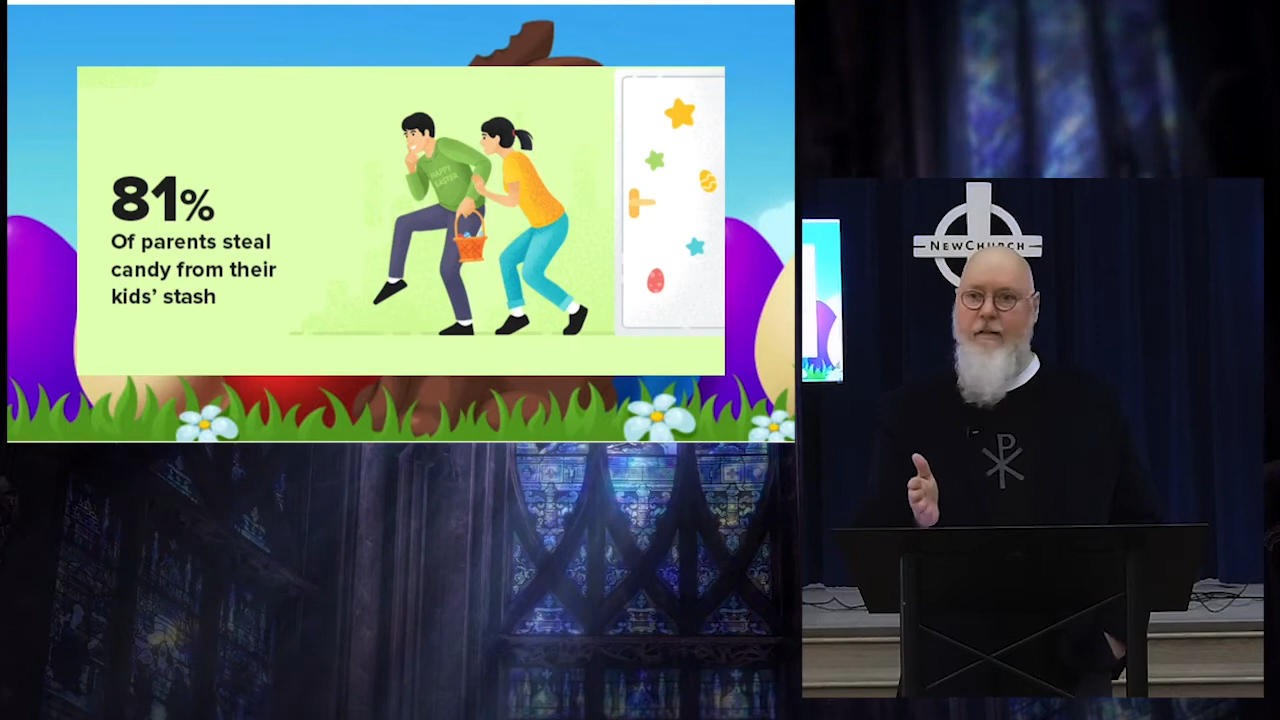 81%
Of parents steal
candy from their
kids’ stash
HAPPY
EASTER
NEWCHURCH